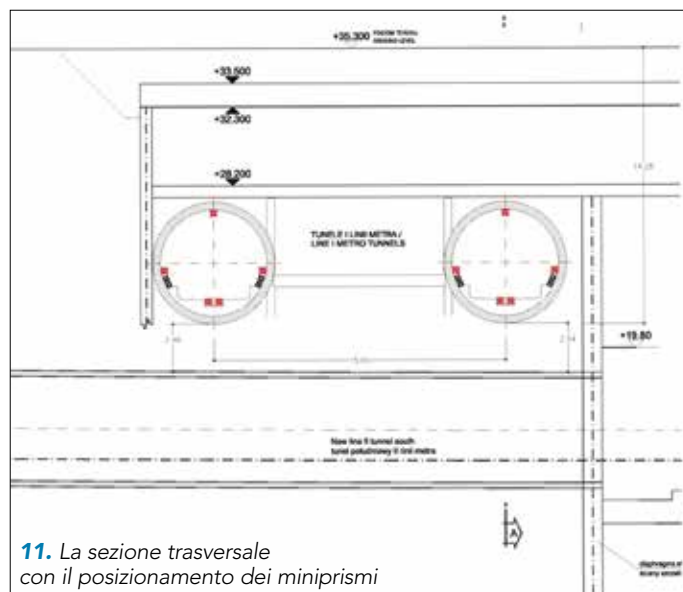 +35.300
+33.500
+32.300
+28.200
TUNELE I LINII METRA /
LINE I METRO TUNNELS
+19.80
New line II tunnel south
tunel południowy II linii metra
A
11. La sezione trasversale
con il posizionamento dei miniprismi